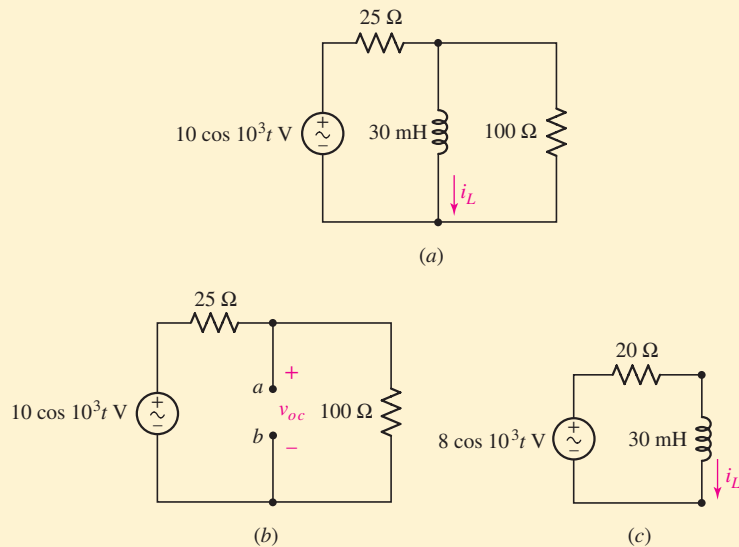 25 Ω
10 cos 10³t V
+
−
30 mH
100 Ω
i_L
(a)
25 Ω
10 cos 10³t V
+
−
a
+
v_oc
b
−
100 Ω
(b)
20 Ω
8 cos 10³t V
+
−
30 mH
i_L
(c)